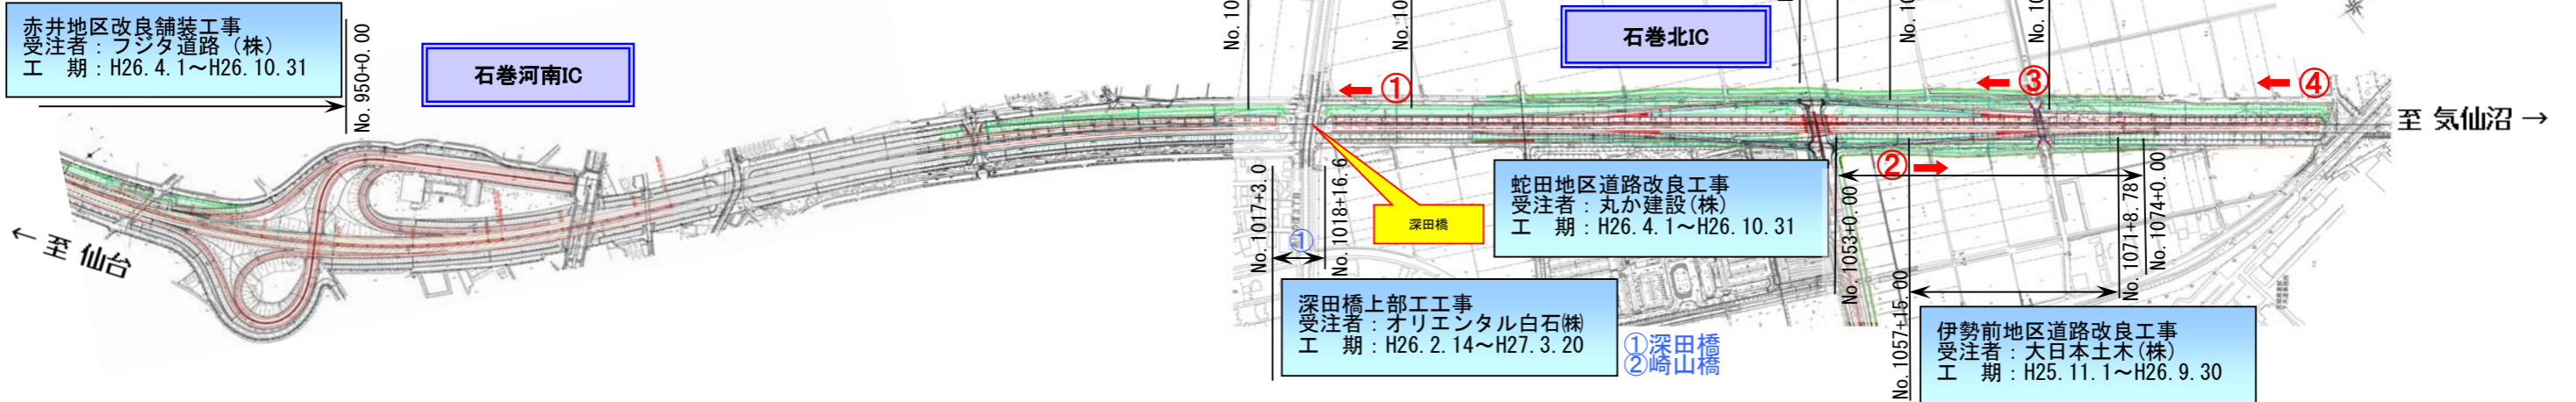 赤井地区改良舗装工事
受注者：フジタ道路（株）
工　期：H26.4.1～H26.10.31
No.950+0.00
石巻河南IC
← 至 仙台
石巻北IC
①
③
④
②
至 気仙沼 →
No.1017+3.0
①
No.1018+16.6
深田橋
蛇田地区道路改良工事
受注者：丸か建設(株)
工　期：H26.4.1～H26.10.31
No.1053+0.00
No.1057+15.00
No.1071+8.78
No.1074+0.00
深田橋上部工工事
受注者：オリエンタル白石㈱
工　期：H26.2.14～H27.3.20
①深田橋
②崎山橋
伊勢前地区道路改良工事
受注者：大日本土木(株)
工　期：H25.11.1～H26.9.30